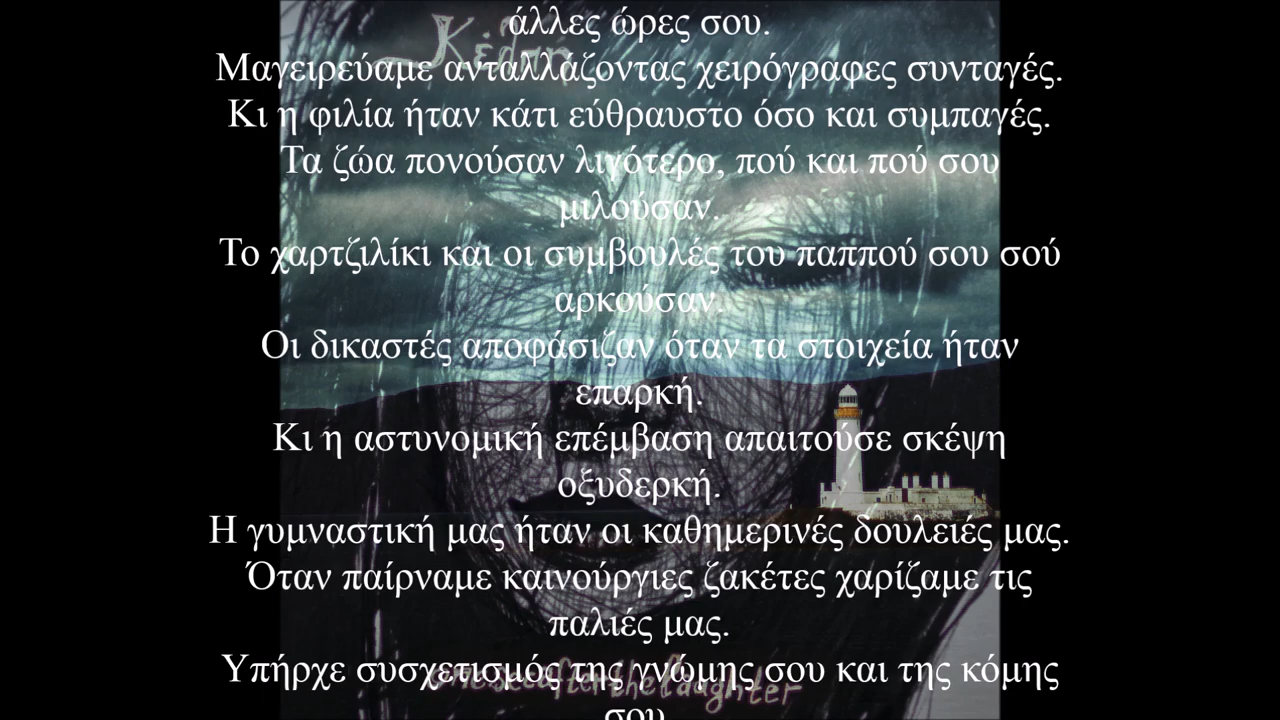 άλλες ώρες σου.
Μαγειρεύαμε ανταλλάζοντας χειρόγραφες συνταγές.
Κι η φιλία ήταν κάτι εύθραυστο όσο και συμπαγές.
Τα ζώα πονούσαν λιγότερο, πού και πού σου
μιλούσαν.
Το χαρτζιλίκι και οι συμβουλές του παππού σου σού
αρκούσαν.
Οι δικαστές αποφάσιζαν όταν τα στοιχεία ήταν
επαρκή.
Κι η αστυνομική επέμβαση απαιτούσε σκέψη
οξυδερκή.
Η γυμναστική μας ήταν οι καθημερινές δουλειές μας.
Όταν παίρναμε καινούργιες ζακέτες χαρίζαμε τις
παλιές μας.
Υπήρχε συσχετισμός της γνώμης σου και της κόμης
σου